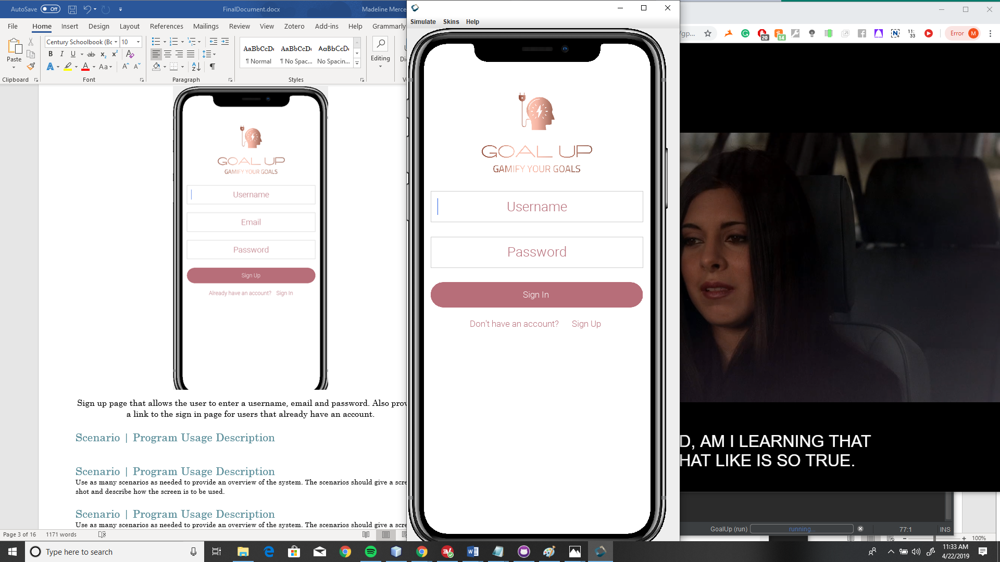 AutoSave Off FinalDocument.docx Madeline Merce
File Home Insert Design Layout References Mailings Review View Zotero Add-ins Help Grammarly
Paste
Century Schoolbook (Bc 10
B I U ab x₂ x²
A A Aa A A
AaBbCcDc AaBbCcDc AaBbCcDc
¶ Normal ¶ No Spac... No Spacin...
Editing
Clipboard Font Paragraph Styles
GOAL UP
GAMIFY YOUR GOALS
Username
Email
Password
Sign Up
Already have an account? Sign In
Sign up page that allows the user to enter a username, email and password. Also prov
a link to the sign in page for users that already have an account.
Scenario | Program Usage Description
Scenario | Program Usage Description
Use as many scenarios as needed to provide an overview of the system. The scenarios should give a scre
shot and describe how the screen is to be used.
Scenario | Program Usage Description
Use as many scenarios as needed to provide an overview of the system. The scenarios should give a scre
Page 3 of 16 1171 words
Simulate Skins Help
GOAL UP
GAMIFY YOUR GOALS
Username
Password
Sign In
Don't have an account? Sign Up
/gp... 20 14 11: 33 Error M
D, AM I LEARNING THAT
HAT LIKE IS SO TRUE.
GoalUp (run) running... 77:1 INS
100%
Type here to search
11:33 AM
4/22/2019